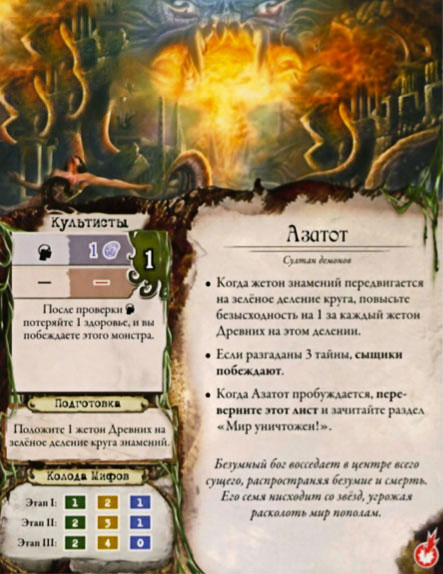 Культисты
1
1
— —
После проверки
потеряйте 1 здоровье, и вы
побеждаете этого монстра.
Подготовка
Положите 1 жетон Древних на
зелёное деление круга знамений.
Колода Мифов
Этап I: 1 2 1
Этап II: 2 3 1
Этап III: 2 4 0
Азатот
Султан демонов
• Когда жетон знамений передвигается
на зелёное деление круга, повысьте
безысходность на 1 за каждый жетон
Древних на этом делении.
• Если разгаданы 3 тайны, сыщики
побеждают.
• Когда Азатот пробуждается, пере-
верните этот лист и зачитайте раздел
«Мир уничтожен!».
Безумный бог восседает в центре всего
сущего, распространяя безумие и смерть.
Его семя нисходит со звёзд, угрожая
расколоть мир пополам.